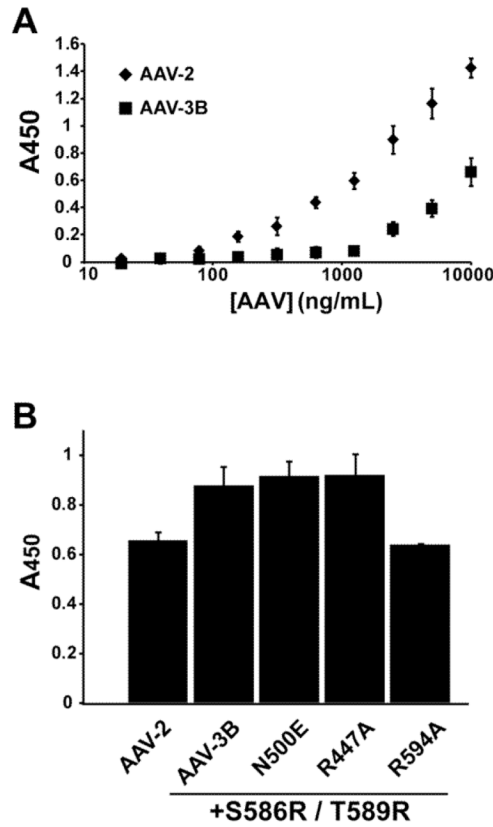 A
1.6
1.4
1.2
1
0.8
0.6
0.4
0.2
0
A450
AAV-2
AAV-3B
10 100 1000 10000
[AAV] (ng/mL)
B
1
0.8
0.6
0.4
0.2
0
A450
AAV-2 AAV-3B N500E R447A R594A
+S586R / T589R